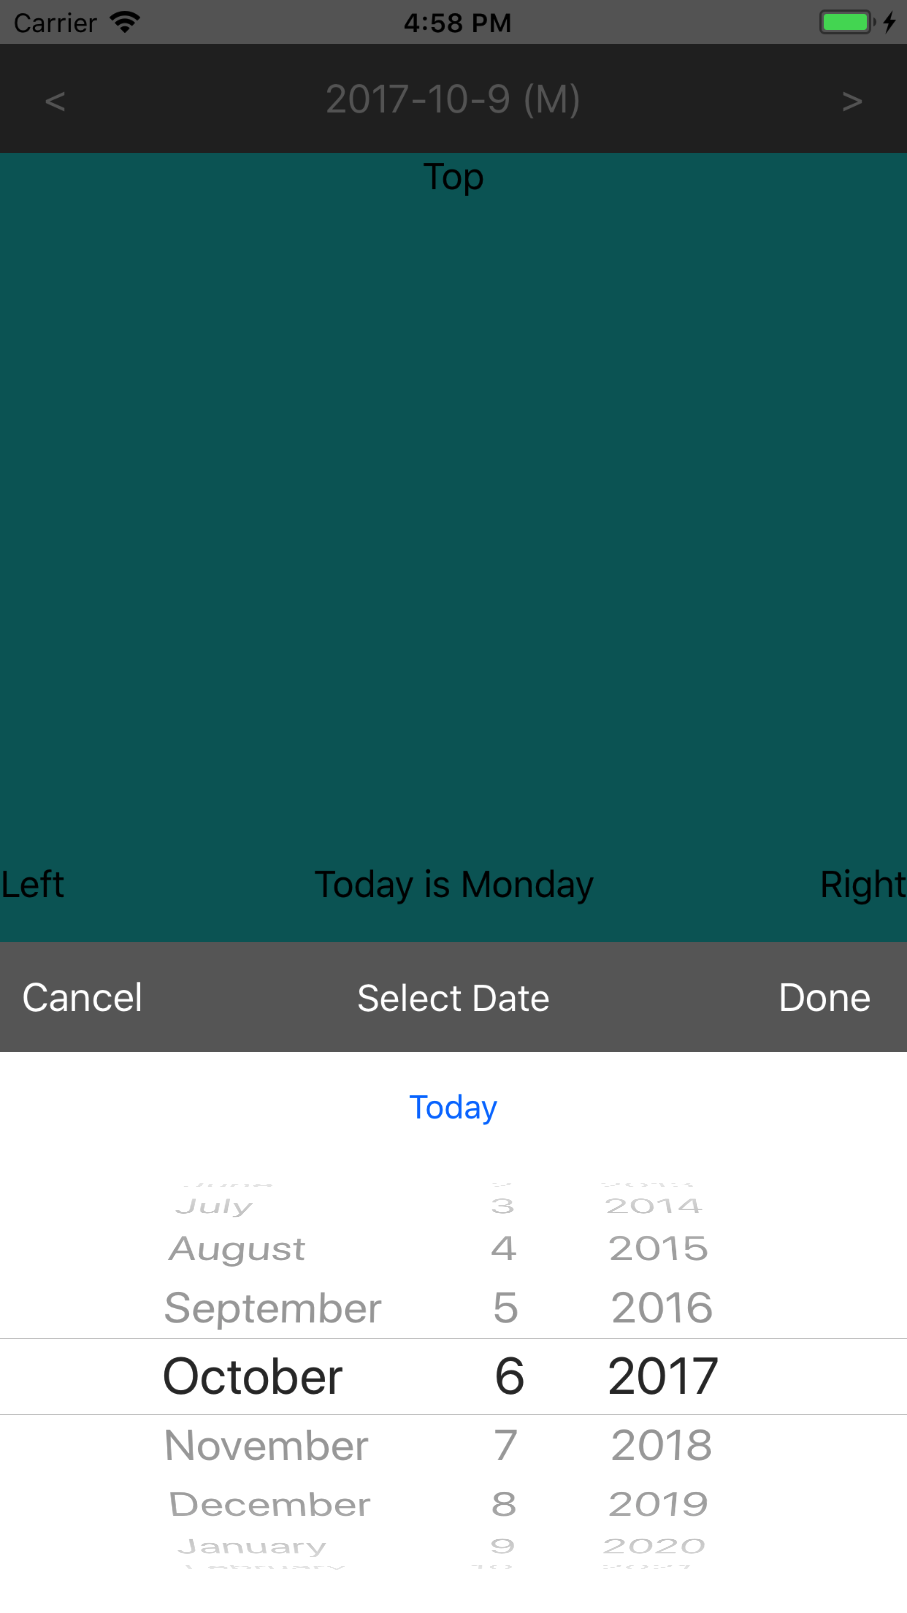 Carrier 4:58 PM
< 2017-10-9 (M) >
Top
Left Today is Monday Right
Cancel Select Date Done
Today
July 3 2014
August 4 2015
September 5 2016
October 6 2017
November 7 2018
December 8 2019
January 9 2020